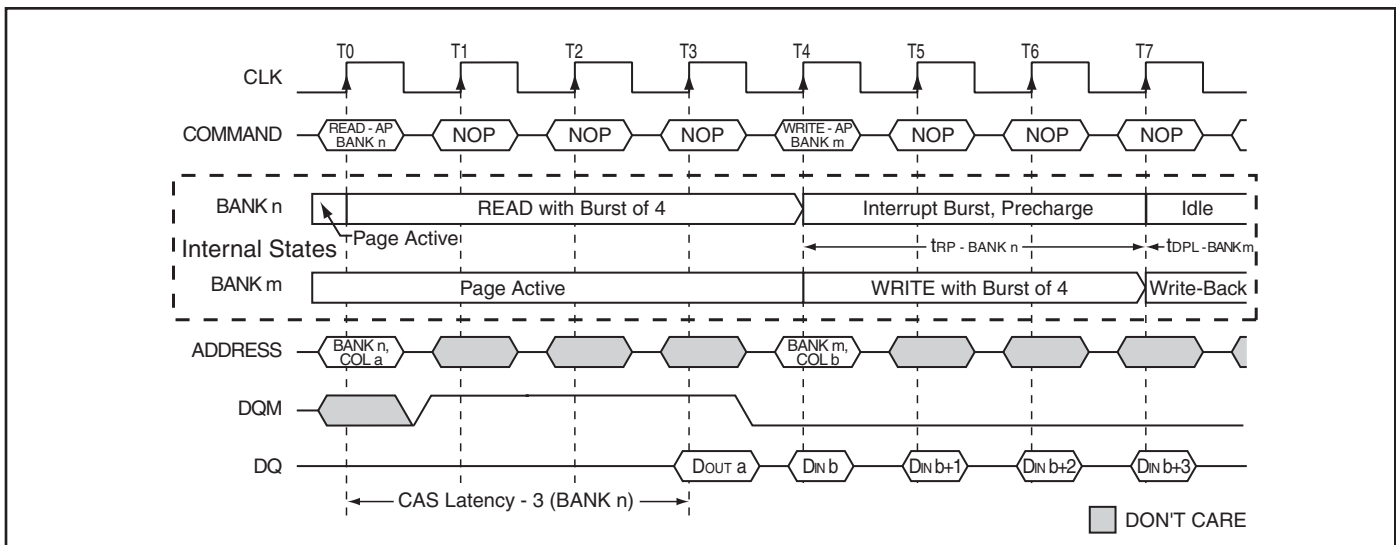 T0 T1 T2 T3 T4 T5 T6 T7
CLK
COMMAND READ - AP BANK n NOP NOP NOP WRITE - AP BANK m NOP NOP NOP
BANK n READ with Burst of 4 Interrupt Burst, Precharge Idle
Page Active
Internal States
tRP - BANK n tDPL - BANK m
BANK m Page Active WRITE with Burst of 4 Write-Back
ADDRESS BANK n, COL a BANK m, COL b
DQM
DQ DOUT a DIN b DIN b+1 DIN b+2 DIN b+3
CAS Latency - 3 (BANK n)
DON'T CARE